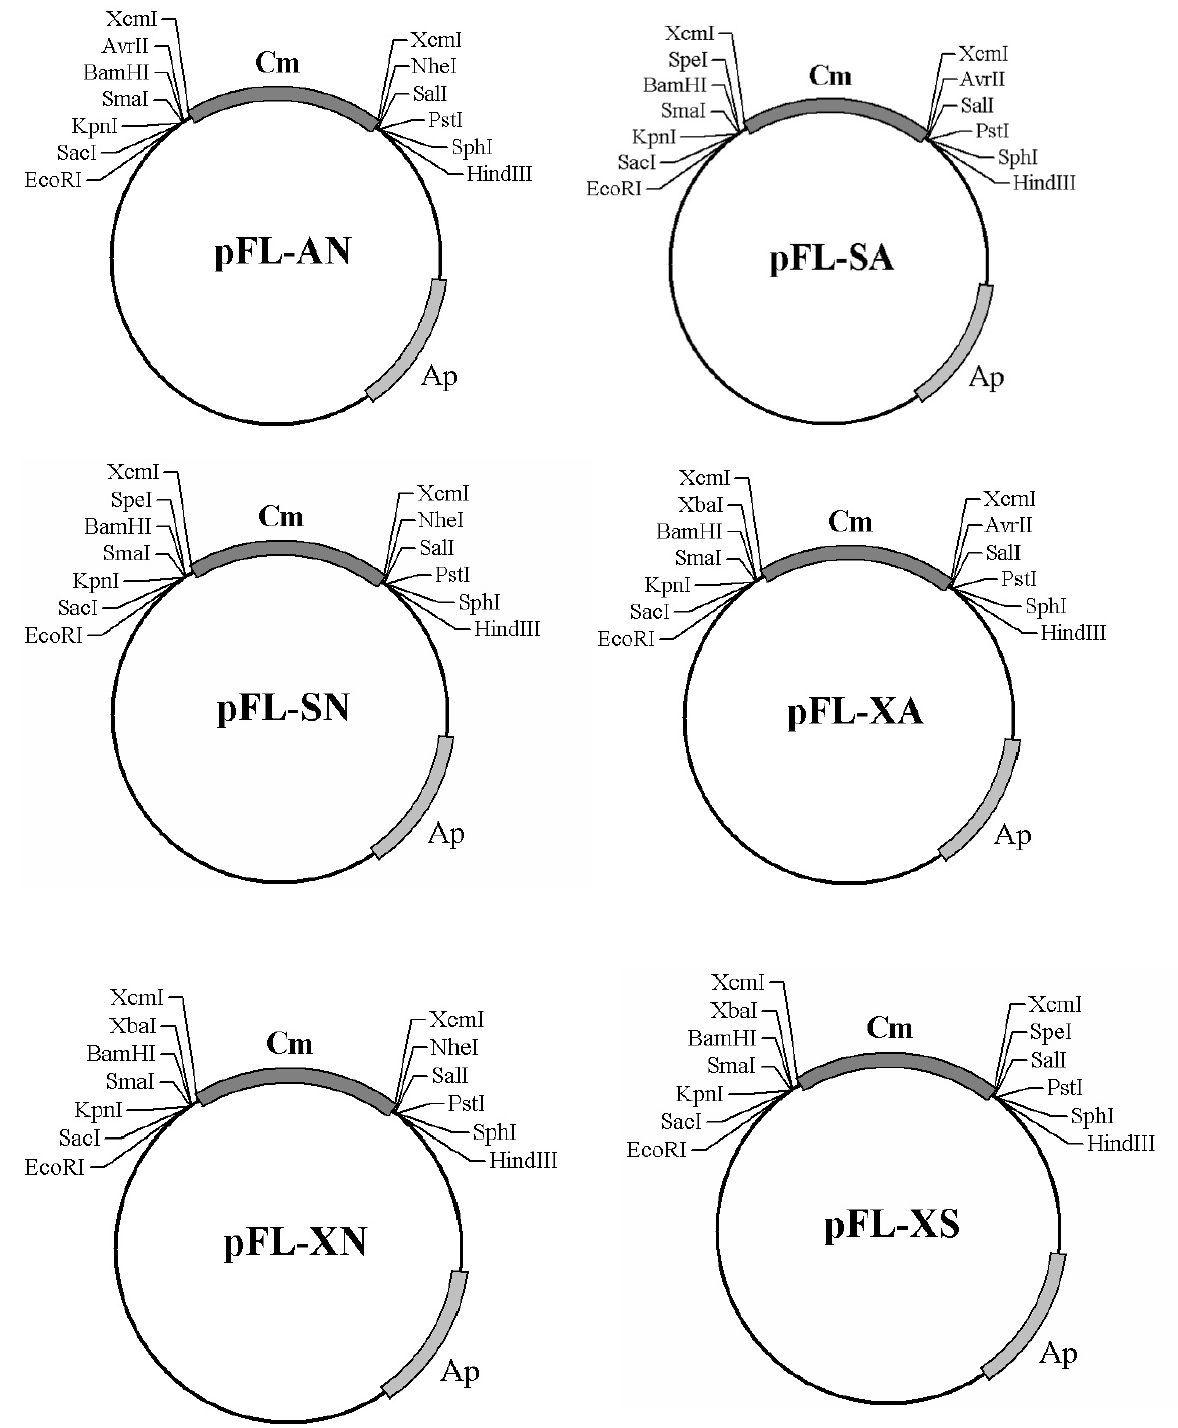 XcmI
AvrII
BamHI
SmaI
KpnI
SacI
EcoRI
Cm
XcmI
NheI
SalI
PstI
SphI
HindIII
pFL-AN
Ap
XcmI
SpeI
BamHI
SmaI
KpnI
SacI
EcoRI
Cm
XcmI
AvrII
SalI
PstI
SphI
HindIII
pFL-SA
Ap
XcmI
SpeI
BamHI
SmaI
KpnI
SacI
EcoRI
Cm
XcmI
NheI
SalI
PstI
SphI
HindIII
pFL-SN
Ap
XcmI
XbaI
BamHI
SmaI
KpnI
SacI
EcoRI
Cm
XcmI
AvrII
SalI
PstI
SphI
HindIII
pFL-XA
Ap
XcmI
XbaI
BamHI
SmaI
KpnI
SacI
EcoRI
Cm
XcmI
NheI
SalI
PstI
SphI
HindIII
pFL-XN
Ap
XcmI
XbaI
BamHI
SmaI
KpnI
SacI
EcoRI
Cm
XcmI
SpeI
SalI
PstI
SphI
HindIII
pFL-XS
Ap